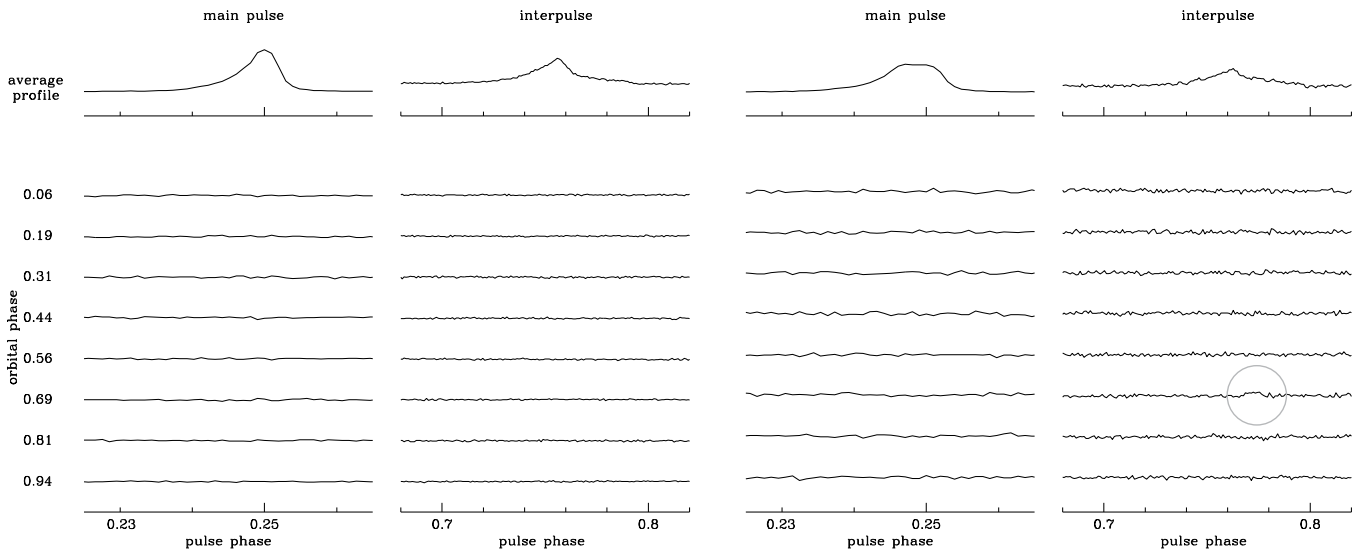 main pulse interpulse main pulse interpulse
average
profile
0.06
0.19
0.31
0.44
0.56
0.69
0.81
0.94
orbital phase
0.23 0.25 0.7 0.8 0.23 0.25 0.7 0.8
pulse phase pulse phase pulse phase pulse phase